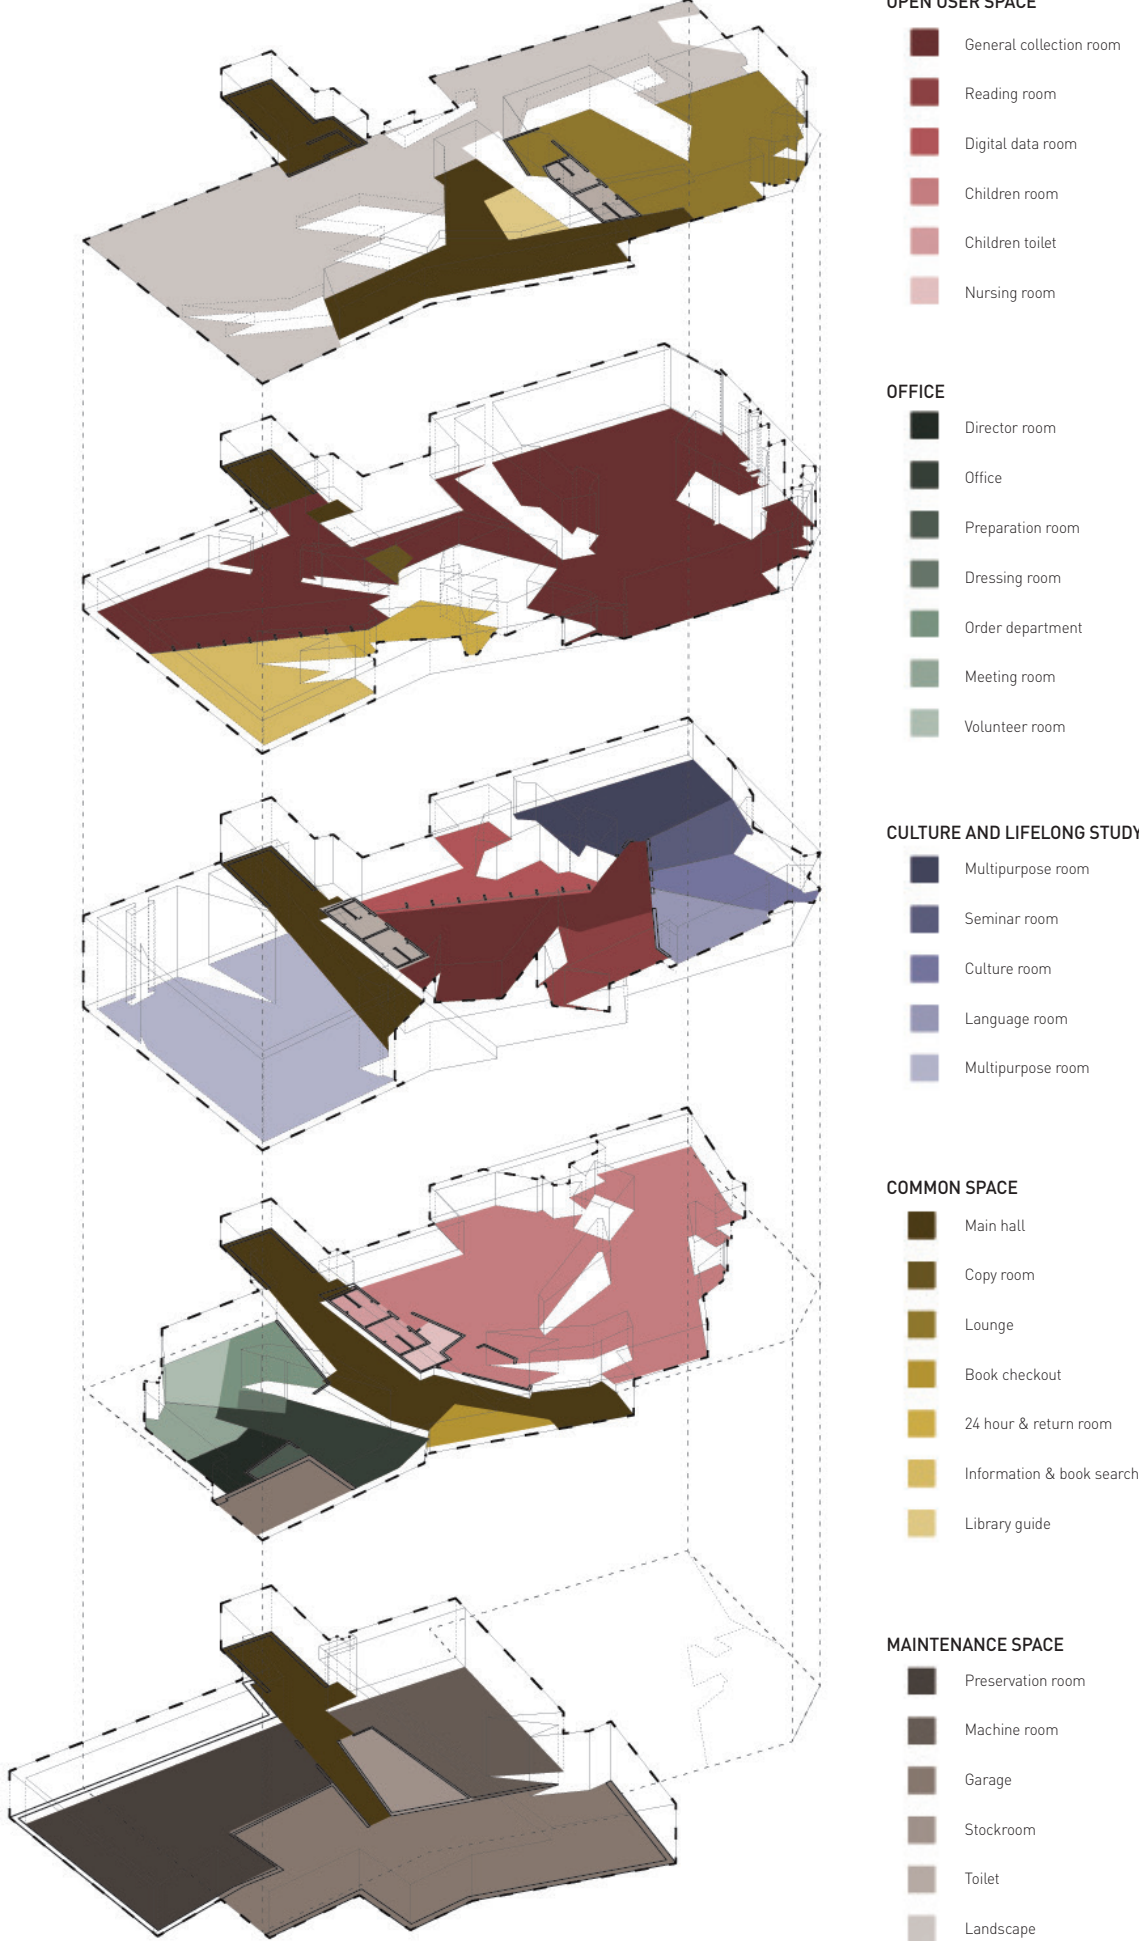 OPEN USER SPACE
General collection room
Reading room
Digital data room
Children room
Children toilet
Nursing room
OFFICE
Director room
Office
Preparation room
Dressing room
Order department
Meeting room
Volunteer room
CULTURE AND LIFELONG STUDY
Multipurpose room
Seminar room
Culture room
Language room
Multipurpose room
COMMON SPACE
Main hall
Copy room
Lounge
Book checkout
24 hour & return room
Information & book search
Library guide
MAINTENANCE SPACE
Preservation room
Machine room
Garage
Stockroom
Toilet
Landscape